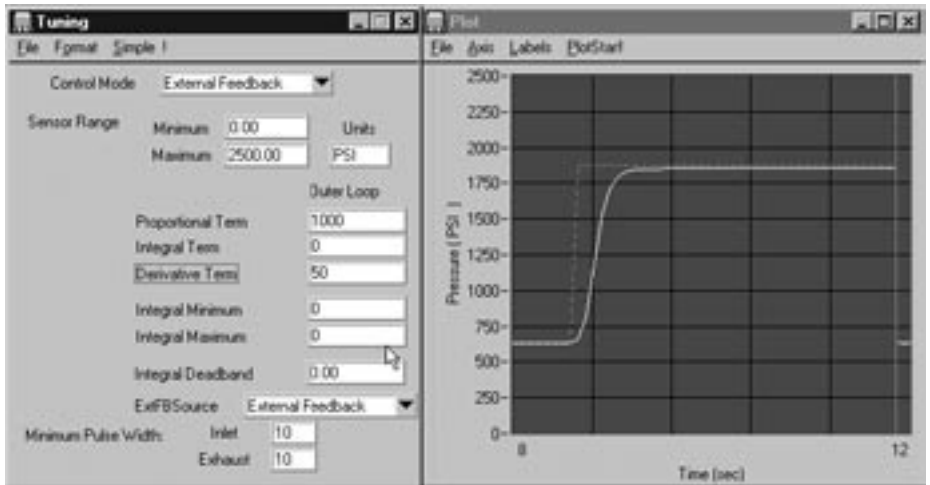 Tuning
File Format Simple !
Control Mode External Feedback
Sensor Range
Minimum 0.00 Units
Maximum 2500.00 PSI
Outer Loop
Proportional Term 1000
Integral Term 0
Derivative Term 50
Integral Minimum 0
Integral Maximum 0
Integral Deadband 0.00
ExtFBSource External Feedback
Minimum Pulse Width: Inlet 10
Exhaust 10
Plot
File Axis Labels PlotStart
Pressure ( PSI )
2500-
2250-
2000-
1750-
1500-
1250-
1000-
750-
500-
250-
0-
8 12
Time (sec)